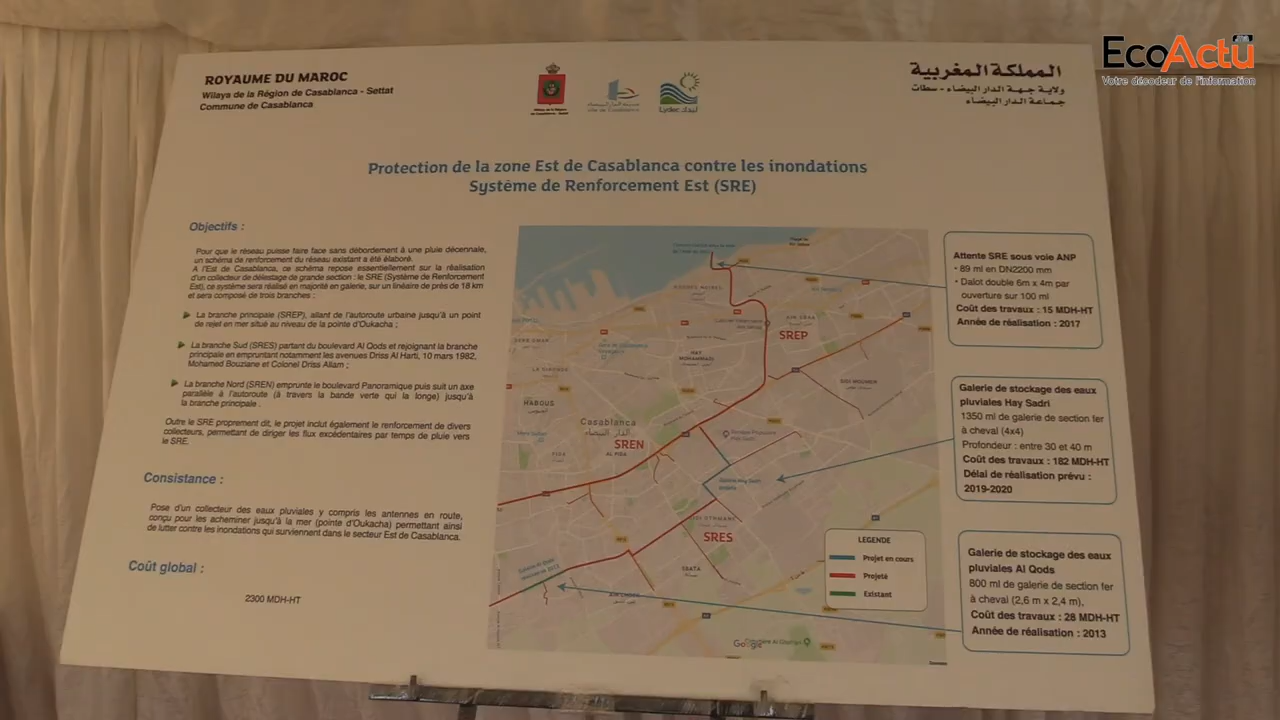 EcoActu
Votre décodeur de l'information
ROYAUME DU MAROC
Wilaya de la Région de Casablanca - Settat
Commune de Casablanca
المملكة المغربية
ولاية جهة الدار البيضاء - سطات
جماعة الدار البيضاء
Lydec ليدك
Protection de la zone Est de Casablanca contre les inondations
Système de Renforcement Est (SRE)
Objectifs :
Pour que le réseau puisse faire face sans débordement à une pluie décennale,
un schéma de renforcement du réseau existant a été élaboré.
A l'Est de Casablanca, ce schéma repose essentiellement sur la réalisation
d'un collecteur de délestage de grande section : le SRE (Système de Renforcement
Est), ce système sera réalisé en majorité en galerie, sur un linéaire de près de 18 km
et sera composé de trois branches :
La branche principale (SREP), allant de l'autoroute urbaine jusqu'à un point
de rejet en mer situé au niveau de la pointe d'Oukacha ;
La branche Sud (SRES) partant du boulevard Al Qods et rejoignant la branche
principale en empruntant notamment les avenues Driss Al Harti, 10 mars 1982,
Mohamed Bouziane et Colonel Driss Allam ;
La branche Nord (SREN) emprunte le boulevard Panoramique puis suit un axe
parallèle à l'autoroute (à travers la bande verte qui la longe) jusqu'à
la branche principale .
Outre le SRE proprement dit, le projet inclut également le renforcement de divers
collecteurs, permettant de diriger les flux excédentaires par temps de pluie vers
le SRE.
Consistance :
Pose d'un collecteur des eaux pluviales y compris les antennes en route,
conçu pour les acheminer jusqu'à la mer (pointe d'Oukacha) permettant ainsi
de lutter contre les inondations qui surviennent dans le secteur Est de Casablanca.
Coût global :
2300 MDH-HT
SREP
HAY
MOHAMMADI
SIDI MOUMEN
HABOUS
Casablanca
الدار البيضاء
SREN
AL FIDA
SIDI OTHMANE
SRES
SBATA
Google
LEGENDE
Projet en cours
Projeté
Existant
Attente SRE sous voie ANP
• 89 ml en DN2200 mm
• Dalot double 6m x 4m par
ouverture sur 100 ml
Coût des travaux : 15 MDH-HT
Année de réalisation : 2017
Galerie de stockage des eaux
pluviales Hay Sadri
1350 ml de galerie de section fer
à cheval (4x4)
Profondeur : entre 30 et 40 m
Coût des travaux : 182 MDH-HT
Délai de réalisation prévu :
2019-2020
Galerie de stockage des eaux
pluviales Al Qods
800 ml de galerie de section fer
à cheval (2,6 m x 2,4 m),
Coût des travaux : 28 MDH-HT
Année de réalisation : 2013